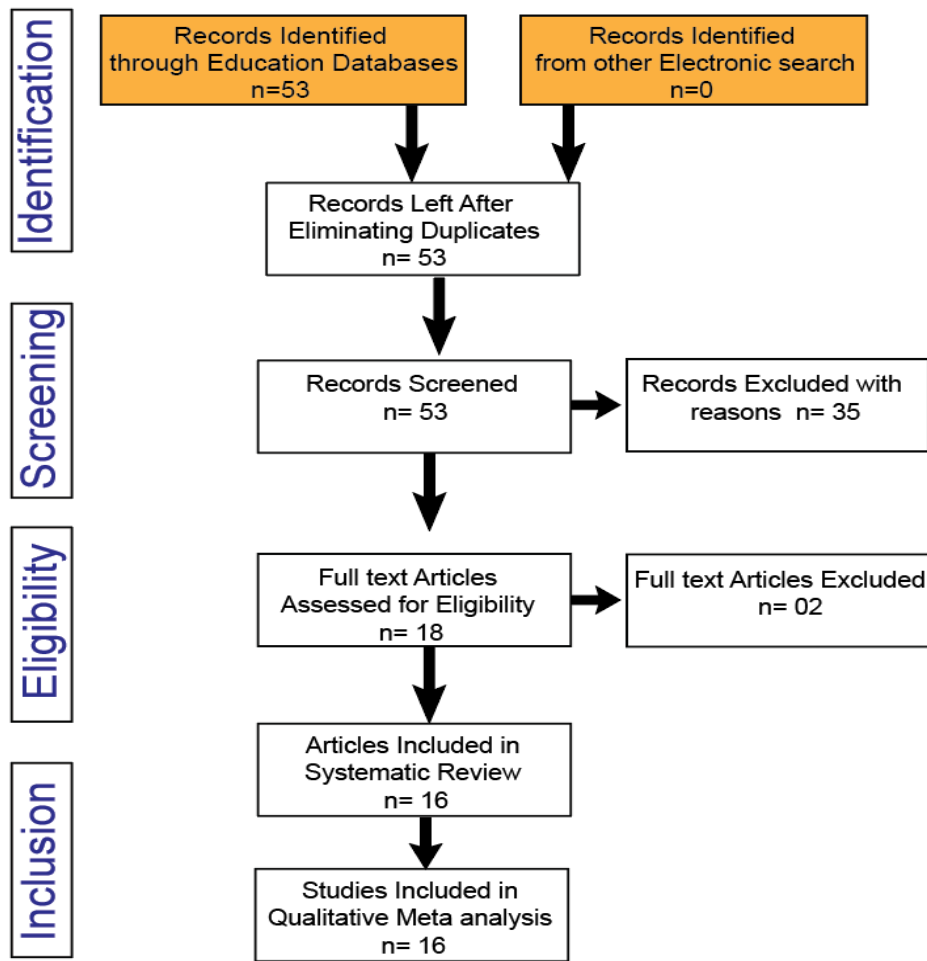 Identification
Records Identified
through Education Databases
n=53
Records Identified
from other Electronic search
n=0
Records Left After
Eliminating Duplicates
n= 53
Screening
Records Screened
n= 53
Records Excluded with
reasons n= 35
Eligibility
Full text Articles
Assessed for Eligibility
n= 18
Full text Articles Excluded
n= 02
Inclusion
Articles Included in
Systematic Review
n= 16
Studies Included in
Qualitative Meta analysis
n= 16